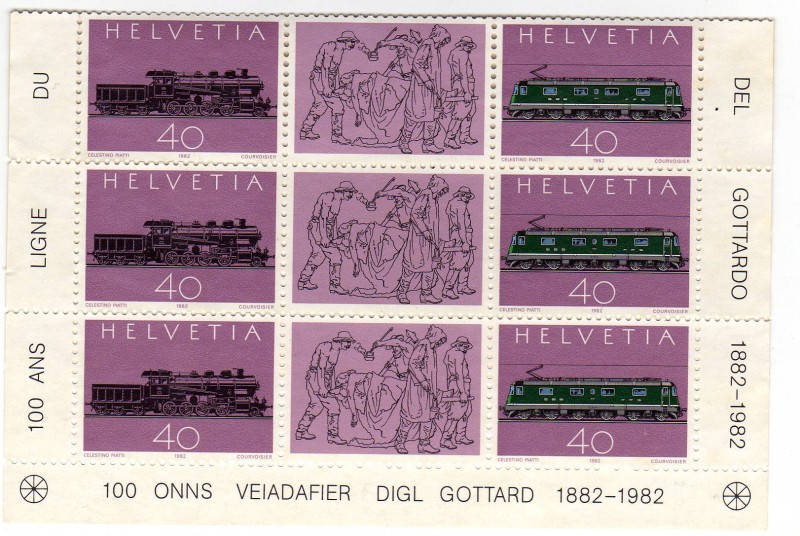 DU
HELVETIA
HELVETIA
DEL
40
40
CELESTINO PIATTI 1982 COURVOISIER
CELESTINO PIATTI 1982 COURVOISIER
LIGNE
HELVETIA
HELVETIA
GOTTARDO
40
40
CELESTINO PIATTI 1982 COURVOISIER
CELESTINO PIATTI 1982 COURVOISIER
100 ANS
HELVETIA
HELVETIA
1882–1982
40
40
CELESTINO PIATTI 1982 COURVOISIER
CELESTINO PIATTI 1982 COURVOISIER
100 ONNS VEIADAFIER DIGL GOTTARD 1882–1982